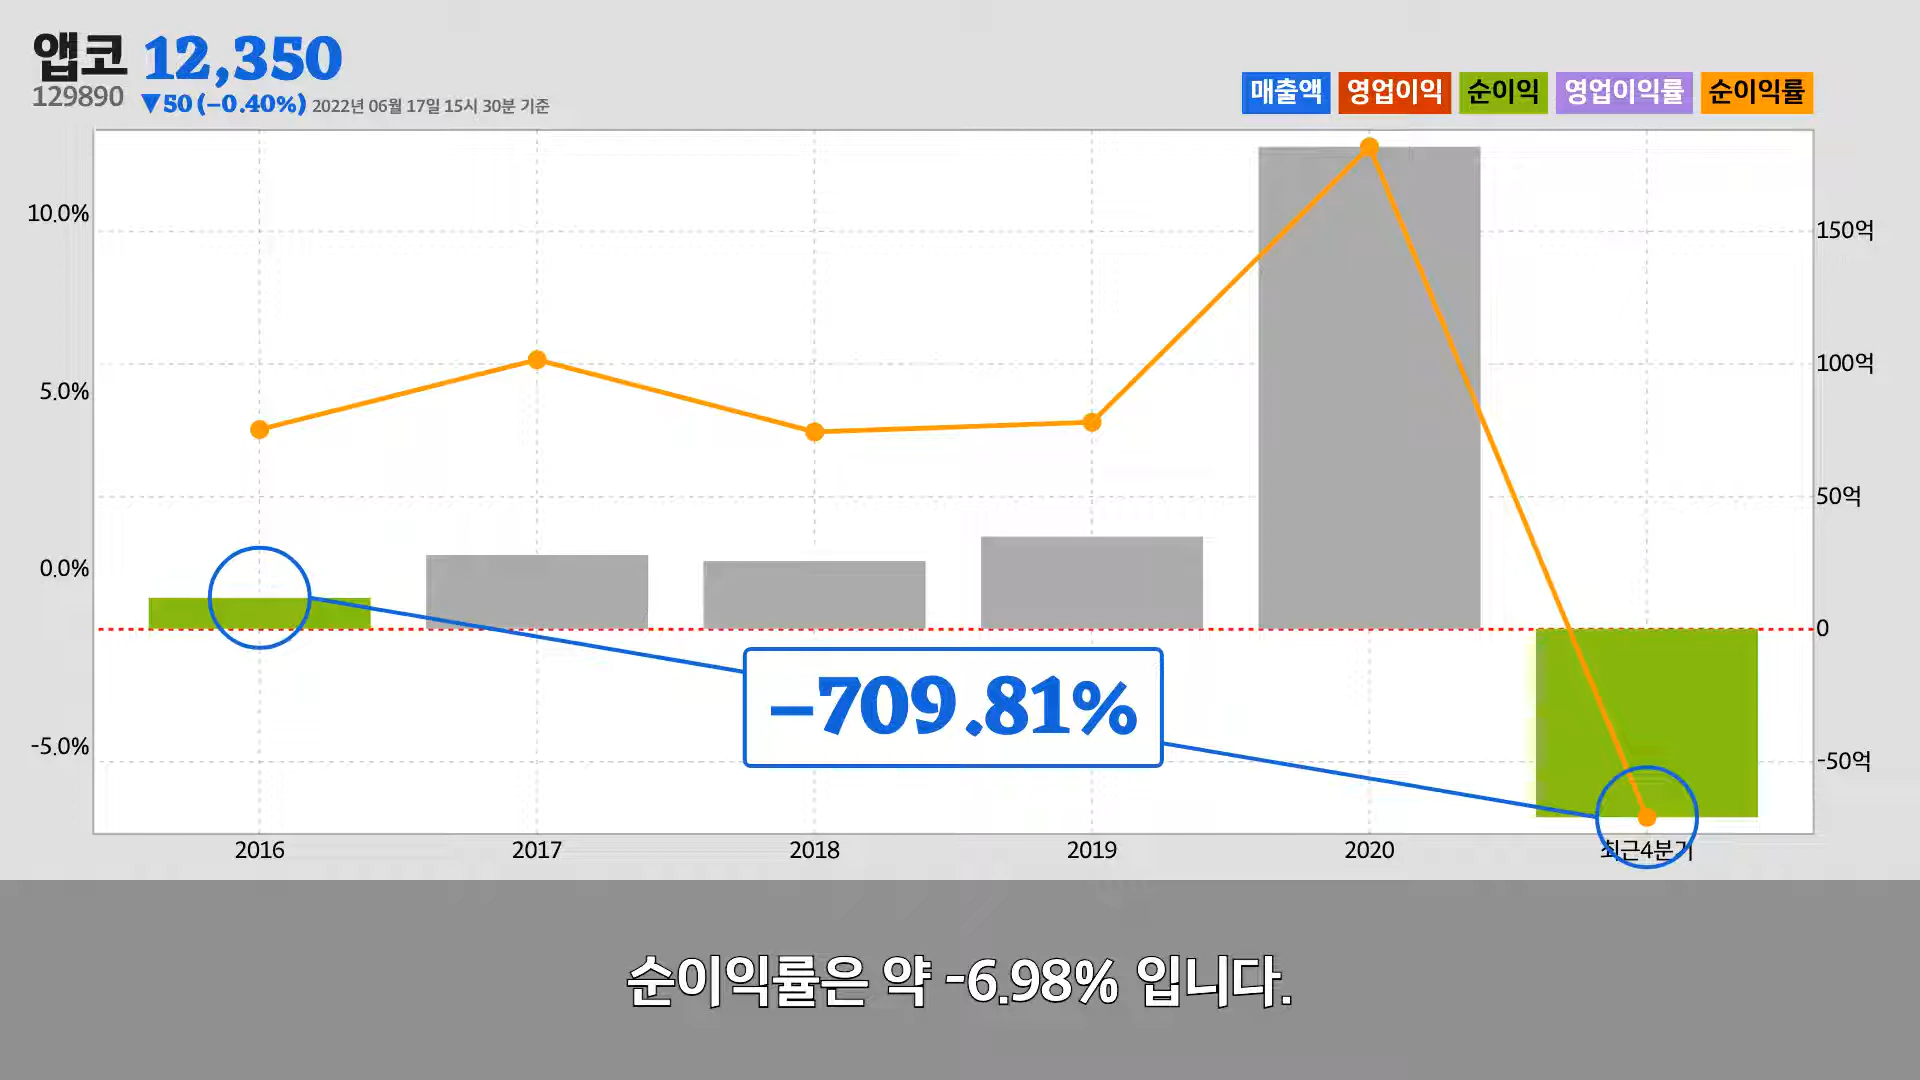 앱코 12,350
129890 ▼50 (−0.40%) 2022년 06월 17일 15시 30분 기준
매출액 영업이익 순이익 영업이익률 순이익률
10.0%
5.0%
0.0%
-5.0%
150억
100억
50억
0
-50억
−709.81%
2016 2017 2018 2019 2020 최근4분기
순이익률은 약 -6.98% 입니다.